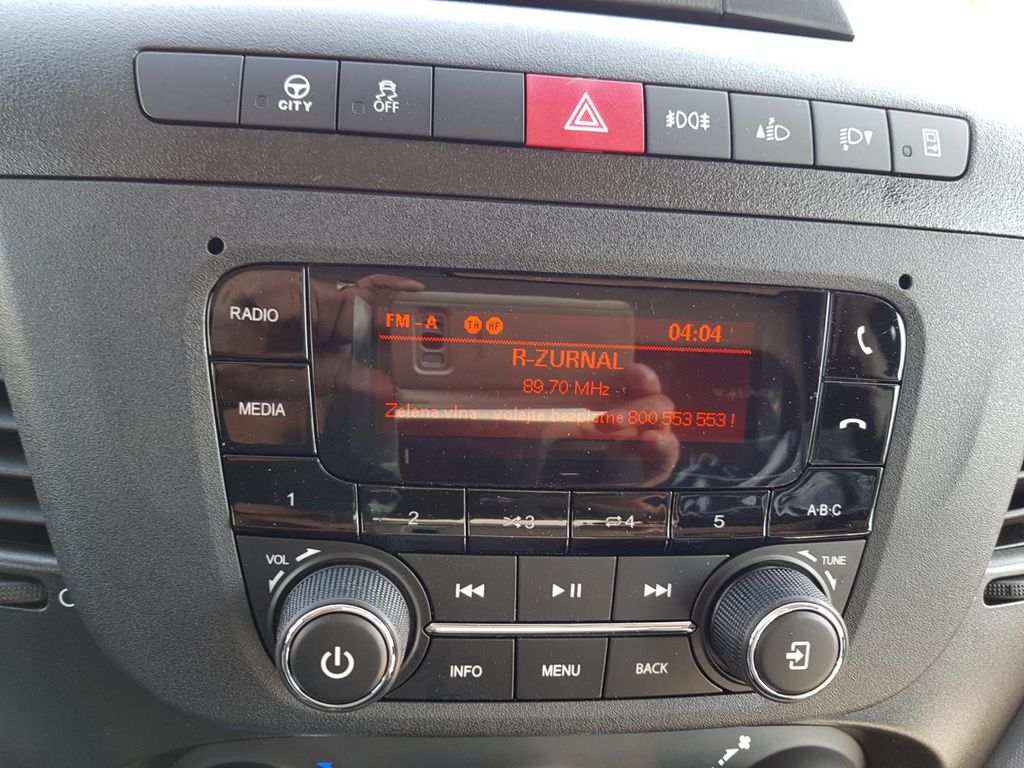 CITY
OFF
RADIO
FM - A TA AF 04:04
R-ZURNAL
89.70 MHz
MEDIA
Zelena vlna - volejte bezplatne 800 553 553 !
1
2
3
4
5
A·B·C
VOL
TUNE
INFO
MENU
BACK